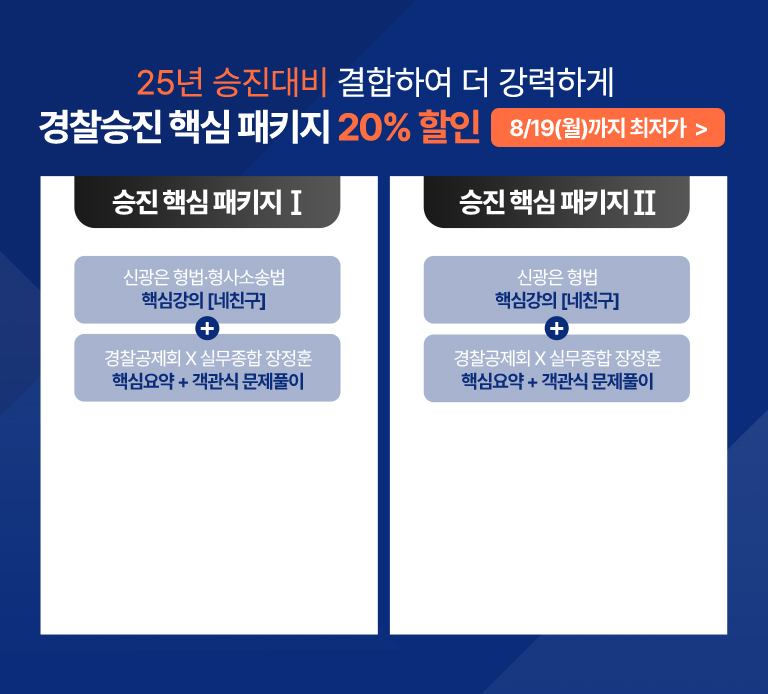 25년 승진대비 결합하여 더 강력하게
경찰승진 핵심 패키지 20% 할인 8/19(월)까지 최저가 >
승진 핵심 패키지 I
신광은 형법·형사소송법
핵심강의 [네친구]
+
경찰공제회 X 실무종합 장정훈
핵심요약 + 객관식 문제풀이
승진 핵심 패키지 II
신광은 형법
핵심강의 [네친구]
+
경찰공제회 X 실무종합 장정훈
핵심요약 + 객관식 문제풀이